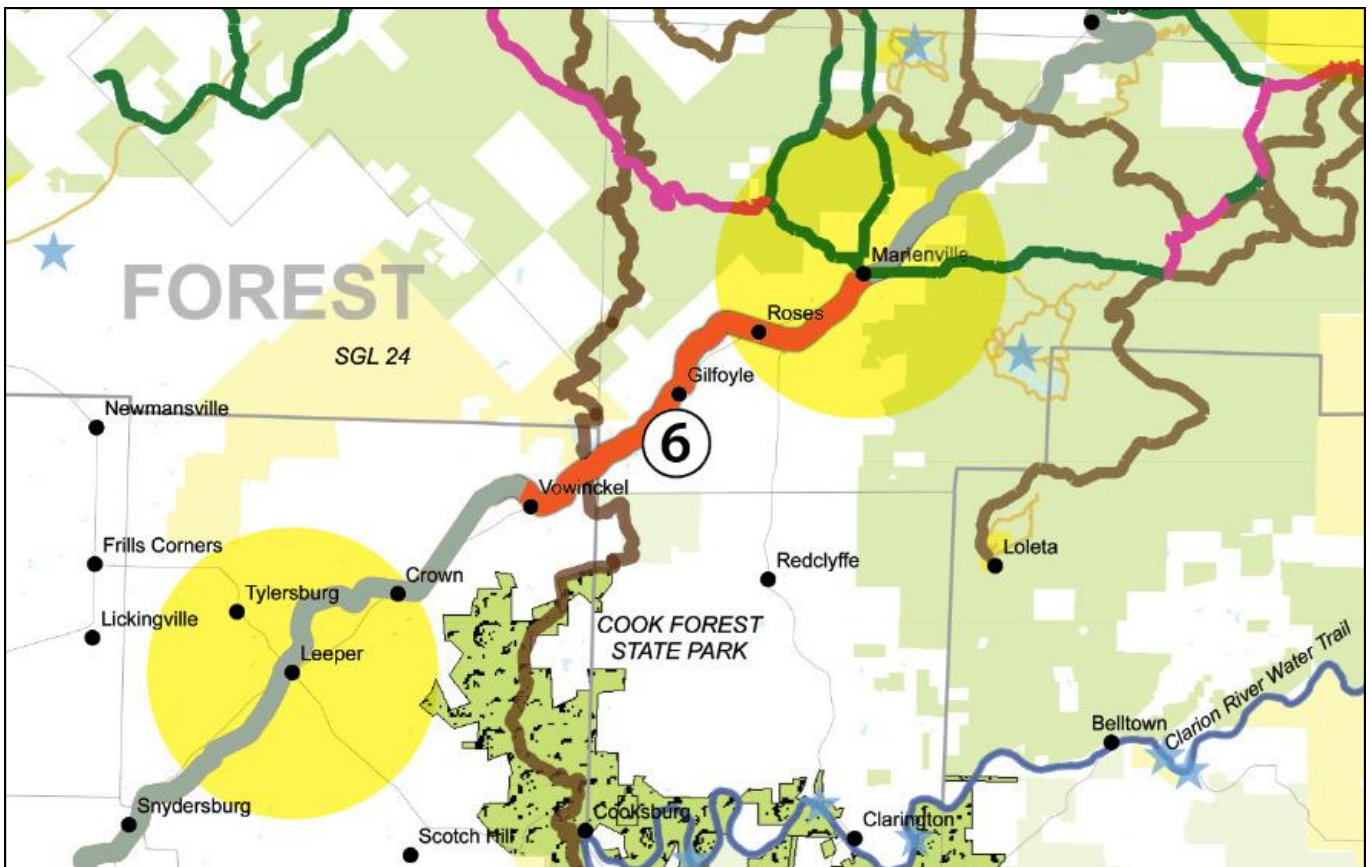 Marienville
Roses
FOREST
SGL 24
Gilfoyle
Newmansville
6
Vowinckel
Frills Corners
Loleta
Crown
Redclyffe
Tylersburg
Lickingville
COOK FOREST
STATE PARK
Leeper
Clarion River Water Trail
Belltown
Snydersburg
Cooksburg
Clarington
Scotch Hill